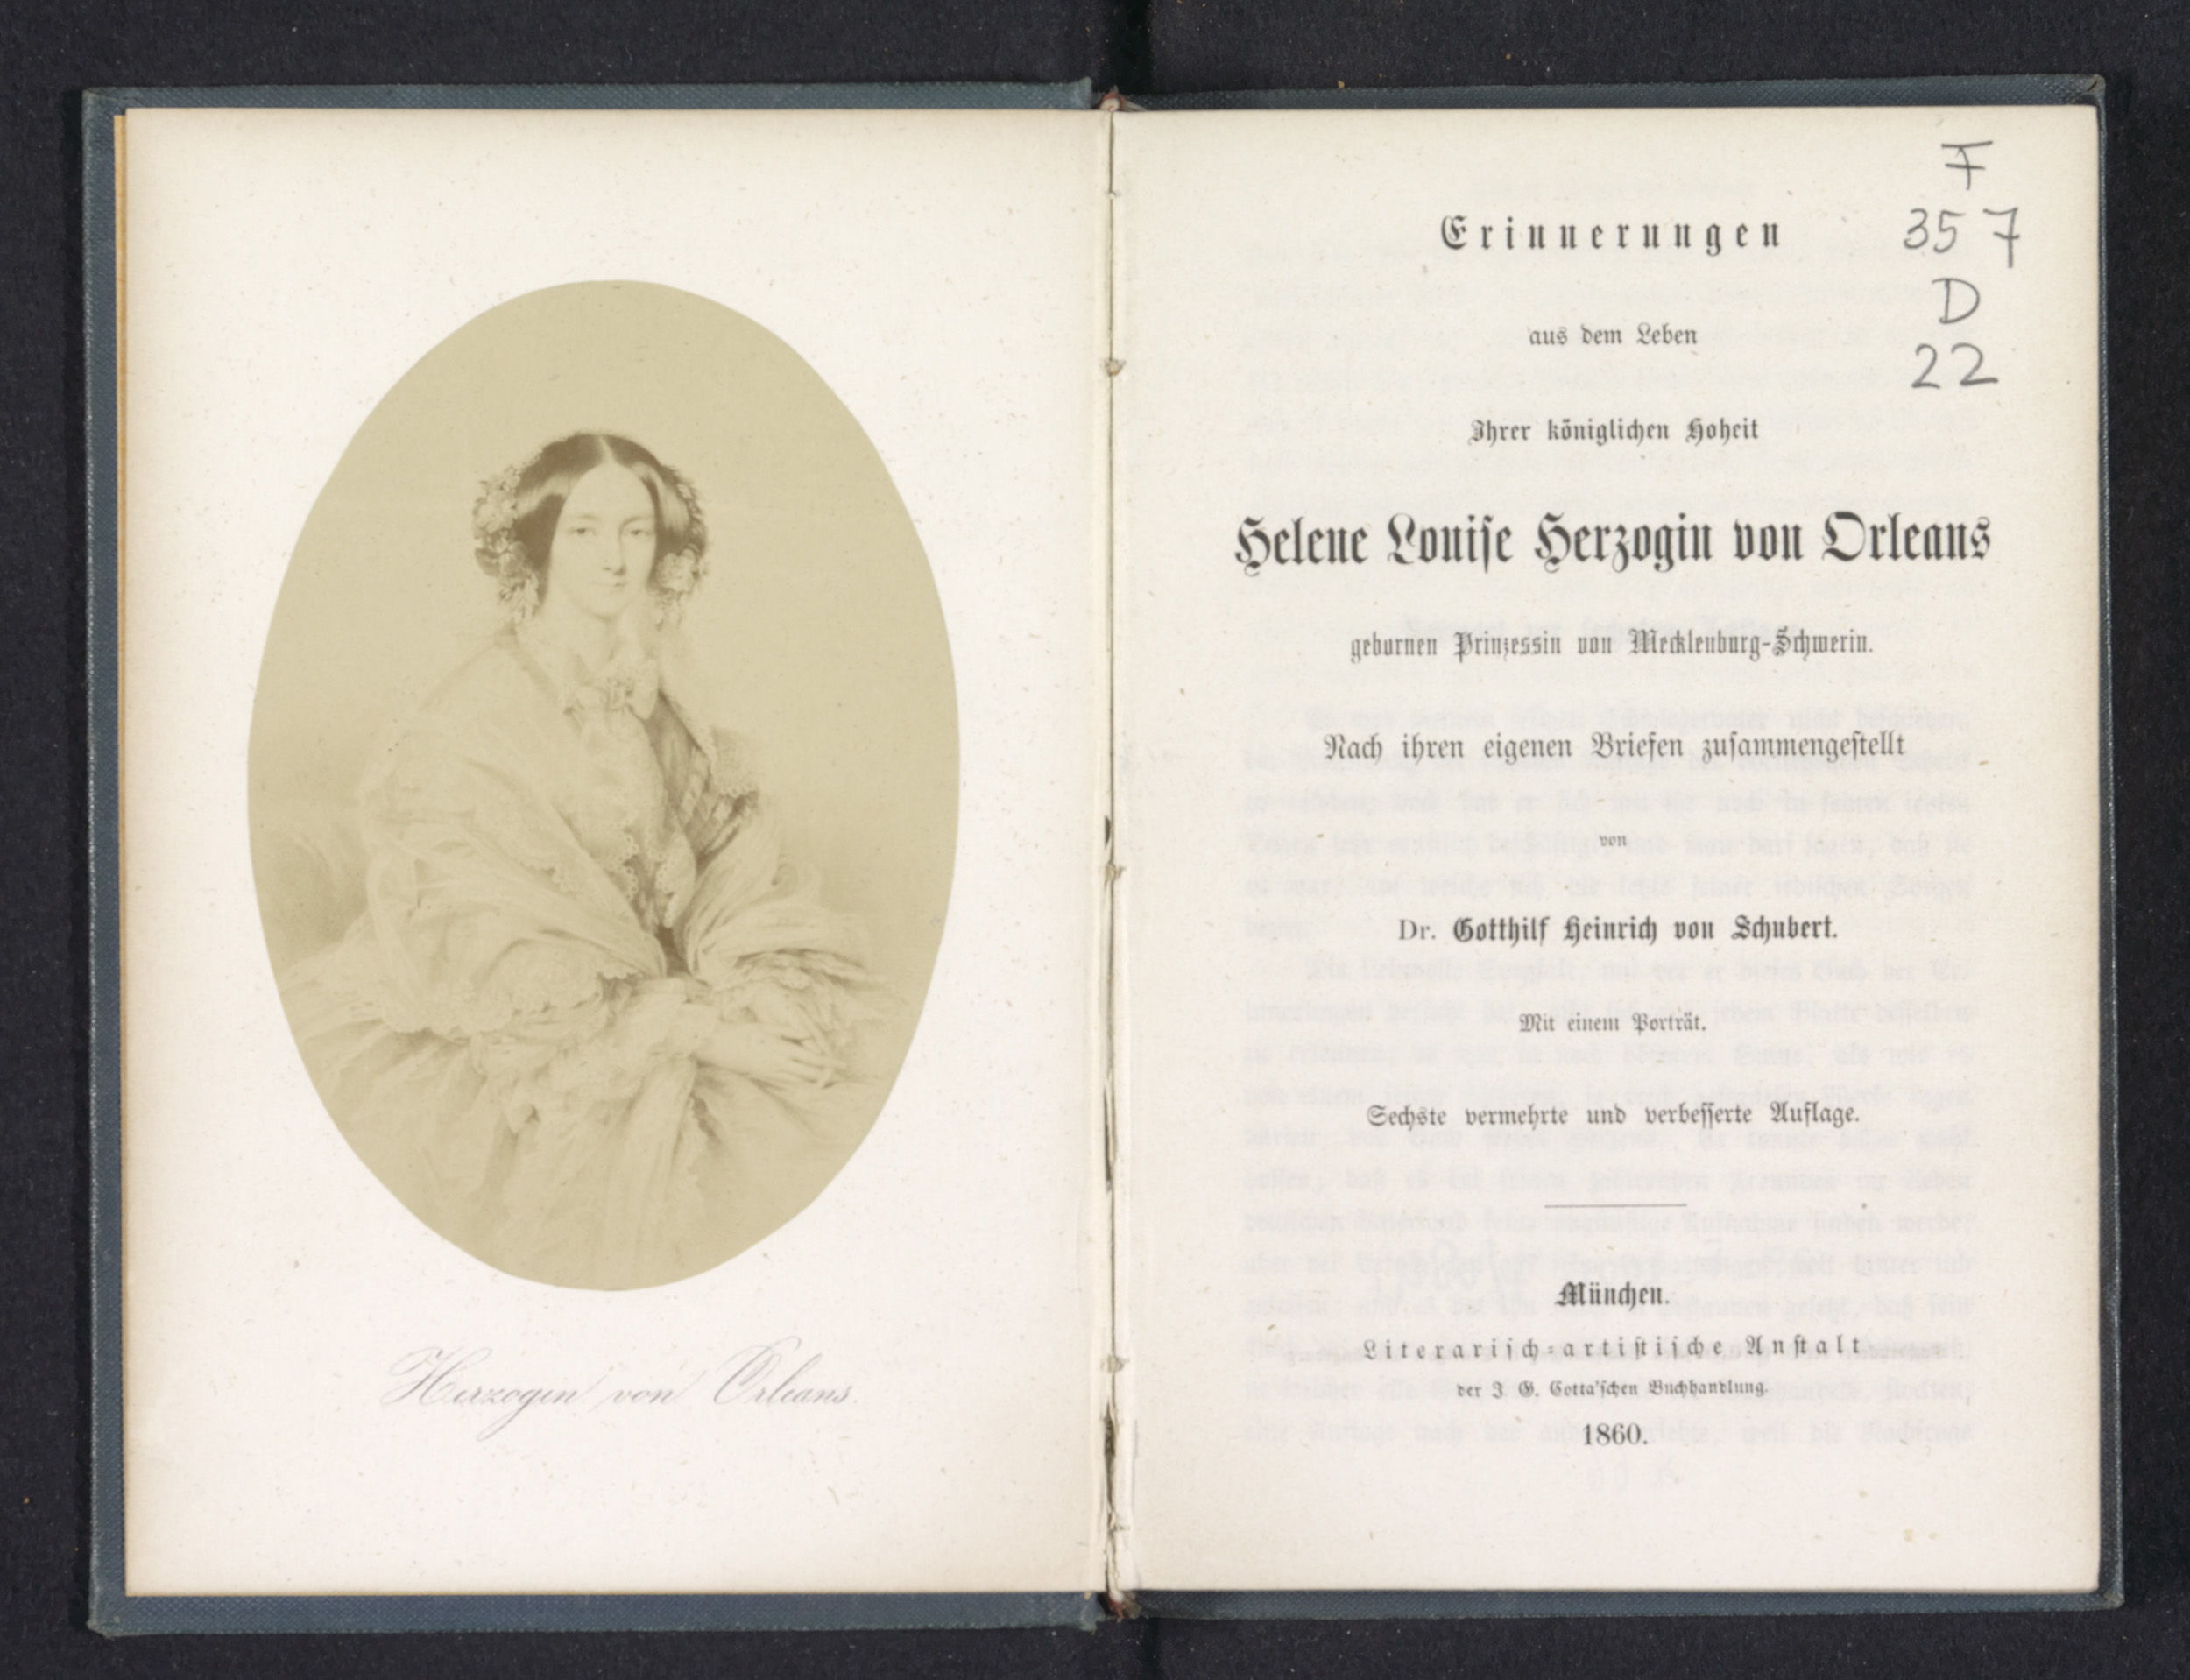 Herzogin von Orleans.
F
357
D
22
Erinnerungen
aus dem Leben
Ihrer königlichen Hoheit
Helene Louise Herzogin von Orleans
gebornen Prinzessin von Mecklenburg-Schwerin.
Nach ihren eigenen Briefen zusammengestellt
von
Dr. Gotthilf Heinrich von Schubert.
Mit einem Porträt.
Sechste vermehrte und verbesserte Auflage.
München.
Literarisch-artistische Anstalt
der J. G. Cotta'schen Buchhandlung.
1860.